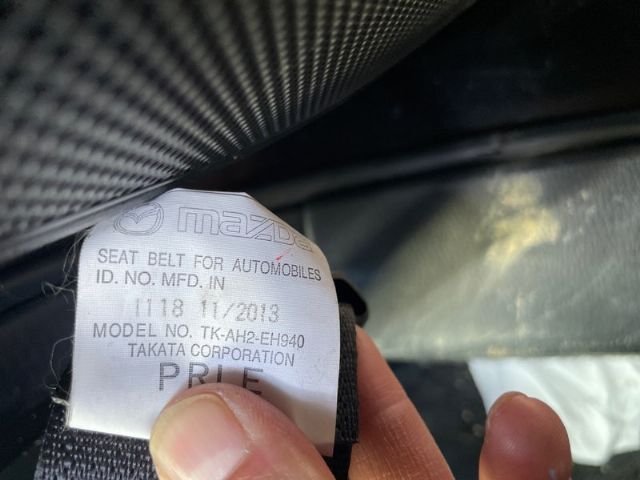 mazda
SEAT BELT FOR AUTOMOBILES
ID. NO. MFD. IN
1118 11/2013
MODEL NO. TK-AH2-EH940
TAKATA CORPORATION
PRLE